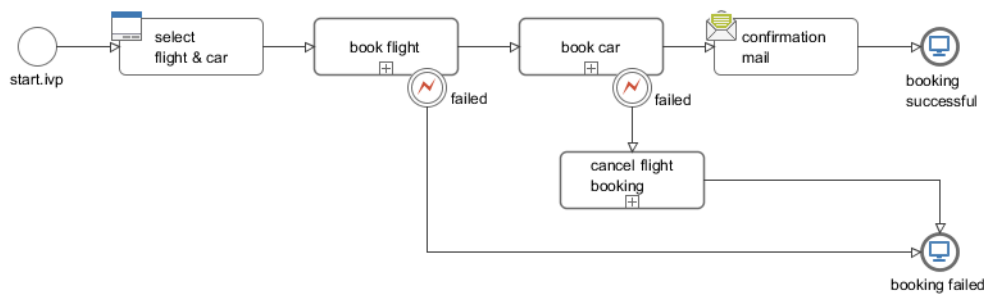 start.ivp
select
flight & car
book flight
failed
book car
failed
confirmation
mail
booking
successful
cancel flight
booking
booking failed